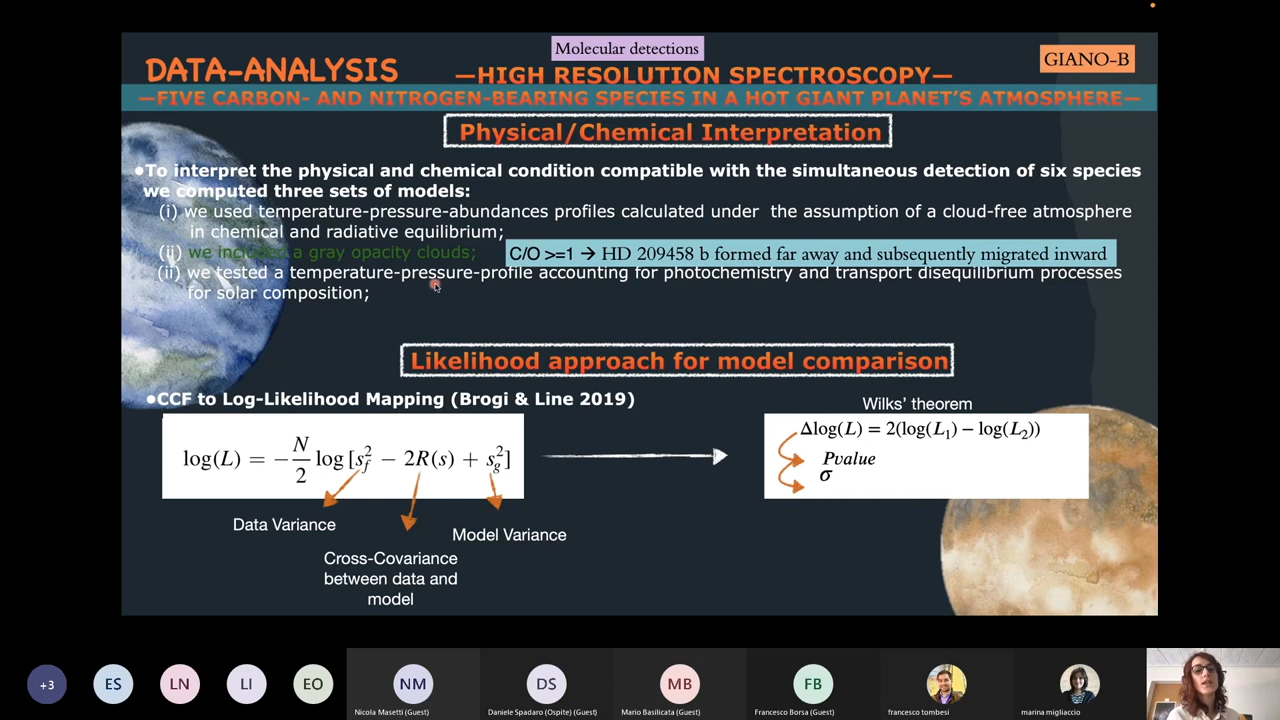 Molecular detections
GIANO-B
DATA-ANALYSIS
—HIGH RESOLUTION SPECTROSCOPY—
—FIVE CARBON- AND NITROGEN-BEARING SPECIES IN A HOT GIANT PLANET'S ATMOSPHERE—
Physical/Chemical Interpretation
●To interpret the physical and chemical condition compatible with the simultaneous detection of six species
we computed three sets of models:
(i) we used temperature-pressure-abundances profiles calculated under the assumption of a cloud-free atmosphere
in chemical and radiative equilibrium;
(ii) we included a gray opacity clouds;
C/O >=1 → HD 209458 b formed far away and subsequently migrated inward
(ii) we tested a temperature-pressure-profile accounting for photochemistry and transport disequilibrium processes
for solar composition;
Likelihood approach for model comparison
●CCF to Log-Likelihood Mapping (Brogi & Line 2019)
Wilks' theorem
log(L) = −N/2 log [s_f^2 − 2R(s) + s_g^2]
Δlog(L) = 2(log(L_1) − log(L_2))
Pvalue
σ
Data Variance
Model Variance
Cross-Covariance
between data and
model
+3
ES
LN
LI
EO
NM
DS
MB
FB
Nicola Masetti (Guest)
Daniele Spadaro (Ospite) (Guest)
Mario Basilicata (Guest)
Francesco Borsa (Guest)
francesco tombesi
marina migliaccio